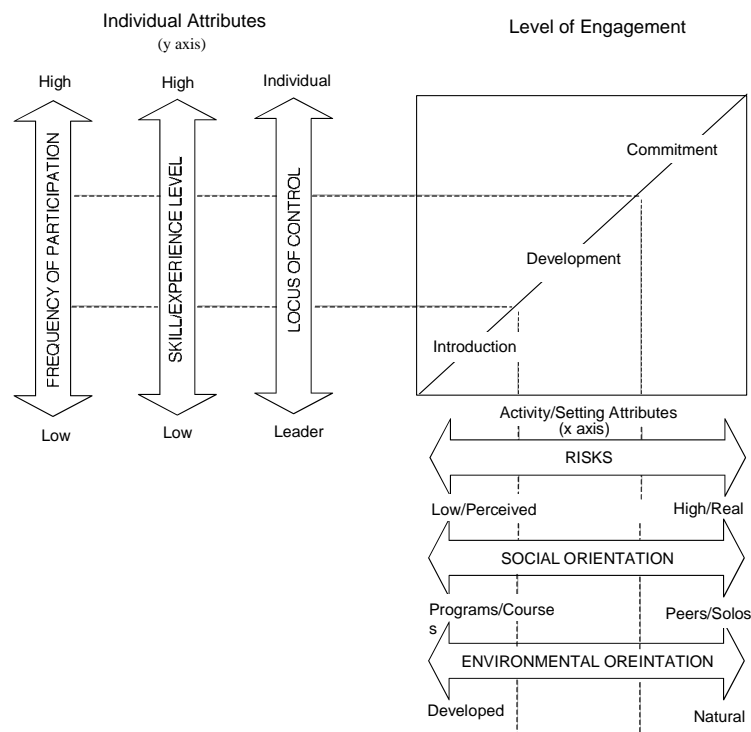 Individual Attributes
(y axis)
Level of Engagement
High
High
Individual
FREQUENCY OF PARTICIPATION
SKILL/EXPERIENCE LEVEL
LOCUS OF CONTROL
Low
Low
Leader
Commitment
Development
Introduction
Activity/Setting Attributes
(x axis)
RISKS
Low/Perceived
High/Real
SOCIAL ORIENTATION
Programs/Course
s
Peers/Solos
ENVIRONMENTAL OREINTATION
Developed
Natural